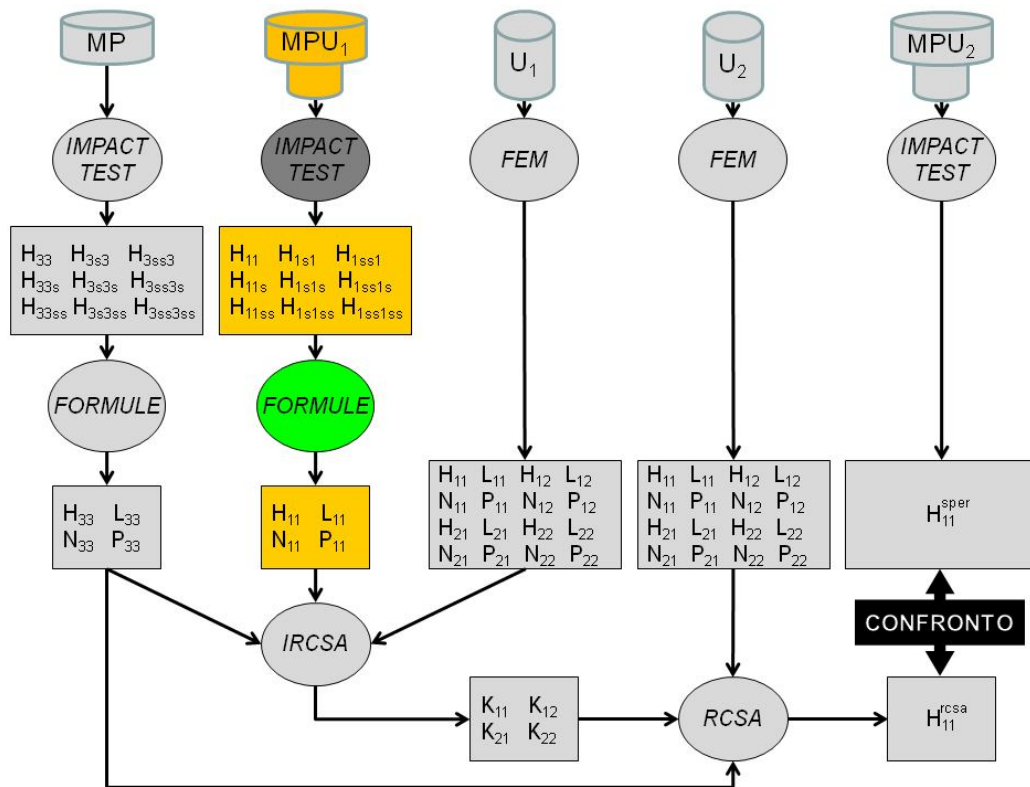 MP
MPU₁
U₁
U₂
MPU₂
IMPACT
TEST
IMPACT
TEST
FEM
FEM
IMPACT
TEST
H₃₃ H₃ₛ₃ H₃ₛₛ₃
H₃₃ₛ H₃ₛ₃ₛ H₃ₛₛ₃ₛ
H₃₃ₛₛ H₃ₛ₃ₛₛ H₃ₛₛ₃ₛₛ
H₁₁ H₁ₛ₁ H₁ₛₛ₁
H₁₁ₛ H₁ₛ₁ₛ H₁ₛₛ₁ₛ
H₁₁ₛₛ H₁ₛ₁ₛₛ H₁ₛₛ₁ₛₛ
FORMULE
FORMULE
H₃₃ L₃₃
N₃₃ P₃₃
H₁₁ L₁₁
N₁₁ P₁₁
H₁₁ L₁₁ H₁₂ L₁₂
N₁₁ P₁₁ N₁₂ P₁₂
H₂₁ L₂₁ H₂₂ L₂₂
N₂₁ P₂₁ N₂₂ P₂₂
H₁₁ L₁₁ H₁₂ L₁₂
N₁₁ P₁₁ N₁₂ P₁₂
H₂₁ L₂₁ H₂₂ L₂₂
N₂₁ P₂₁ N₂₂ P₂₂
H₁₁ˢᵖᵉʳ
CONFRONTO
IRCSA
K₁₁ K₁₂
K₂₁ K₂₂
RCSA
H₁₁ʳᶜˢᵃ